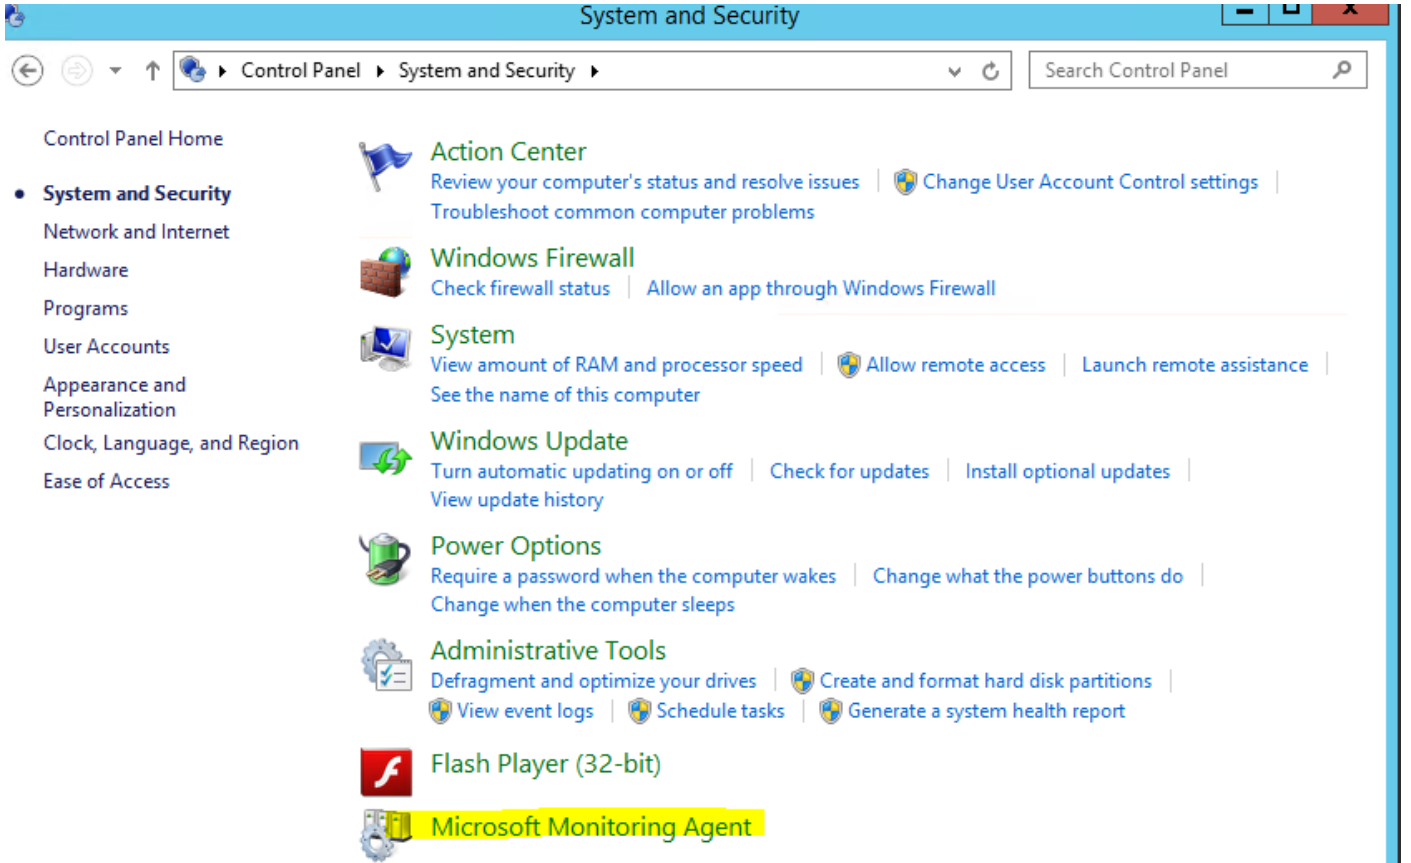 System and Security
Control Panel System and Security
Search Control Panel
Control Panel Home
System and Security
Network and Internet
Hardware
Programs
User Accounts
Appearance and
Personalization
Clock, Language, and Region
Ease of Access
Action Center
Review your computer's status and resolve issues Change User Account Control settings
Troubleshoot common computer problems
Windows Firewall
Check firewall status Allow an app through Windows Firewall
System
View amount of RAM and processor speed Allow remote access Launch remote assistance
See the name of this computer
Windows Update
Turn automatic updating on or off Check for updates Install optional updates
View update history
Power Options
Require a password when the computer wakes Change what the power buttons do
Change when the computer sleeps
Administrative Tools
Defragment and optimize your drives Create and format hard disk partitions
View event logs Schedule tasks Generate a system health report
Flash Player (32-bit)
Microsoft Monitoring Agent